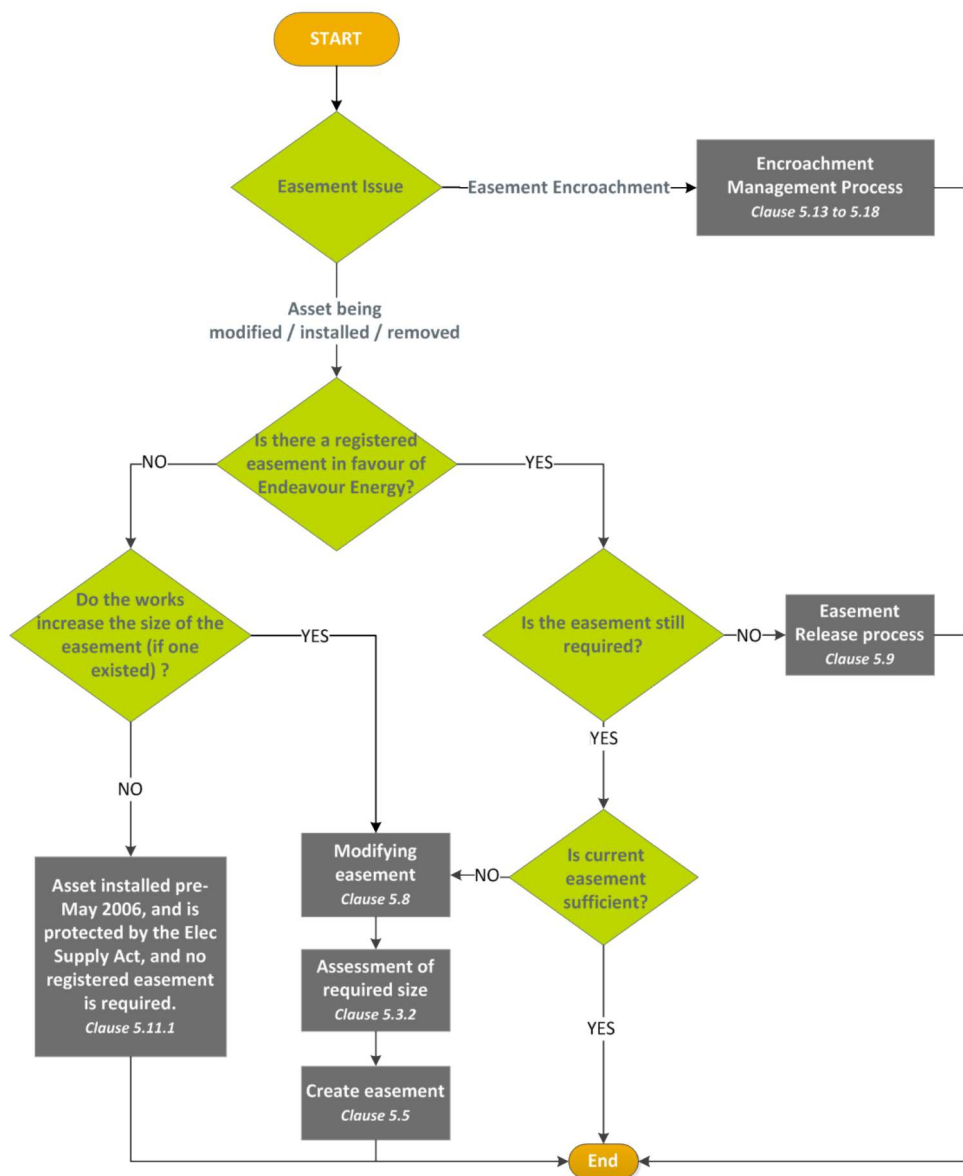 START
Easement Issue
Easement Encroachment
Encroachment
Management Process
Clause 5.13 to 5.18
Asset being
modified / installed / removed
Is there a registered
easement in favour of
Endeavour Energy?
NO
YES
Do the works
increase the size of the
easement (if one
existed) ?
YES
Is the easement still
required?
NO
Easement
Release process
Clause 5.9
NO
YES
Asset installed pre-
May 2006, and is
protected by the Elec
Supply Act, and no
registered easement
is required.
Clause 5.11.1
Modifying
easement
Clause 5.8
NO
Is current
easement
sufficient?
Assessment of
required size
Clause 5.3.2
YES
Create easement
Clause 5.5
End